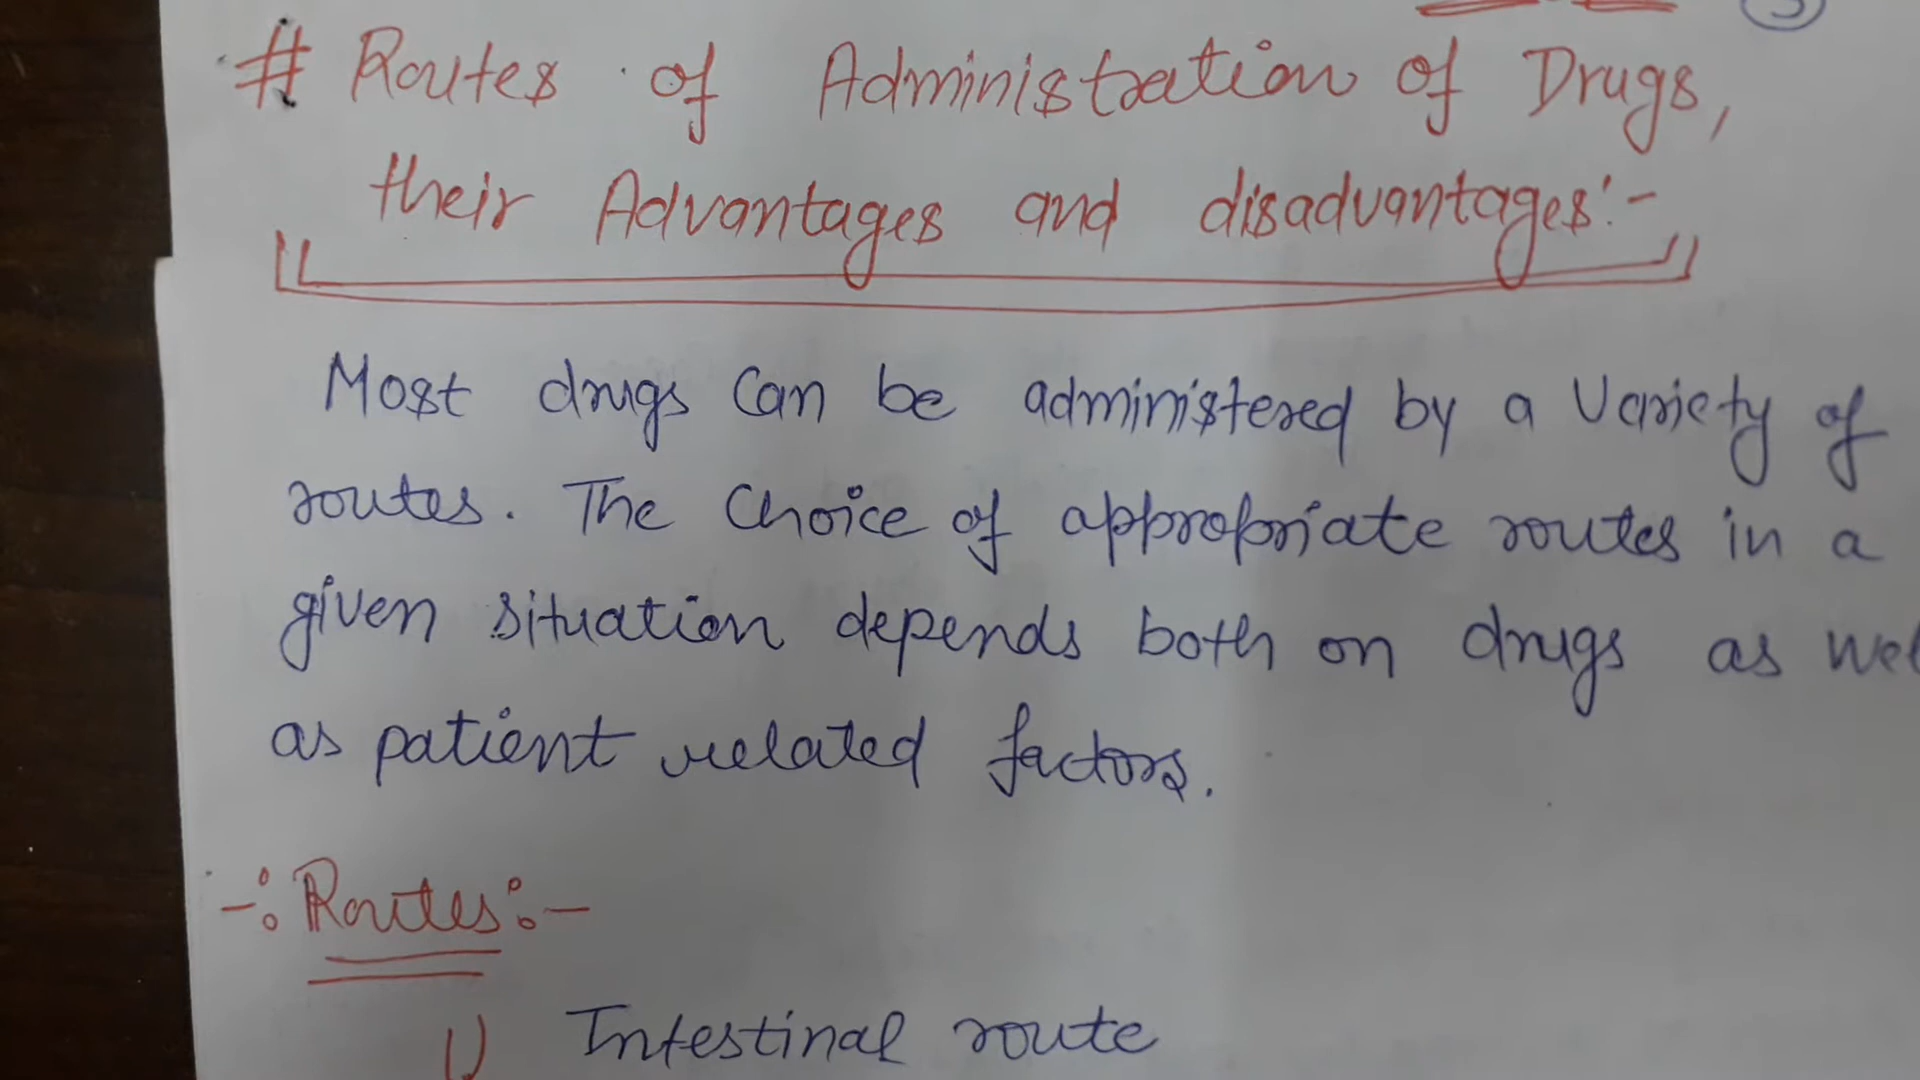 3
# Routes of Administration of Drugs,
their Advantages and disadvantages:-
Most drugs can be administered by a variety of
routes. The choice of appropriate routes in a
given situation depends both on drugs as wel
as patient related factors.
-: Routes:-
1) Intestinal route